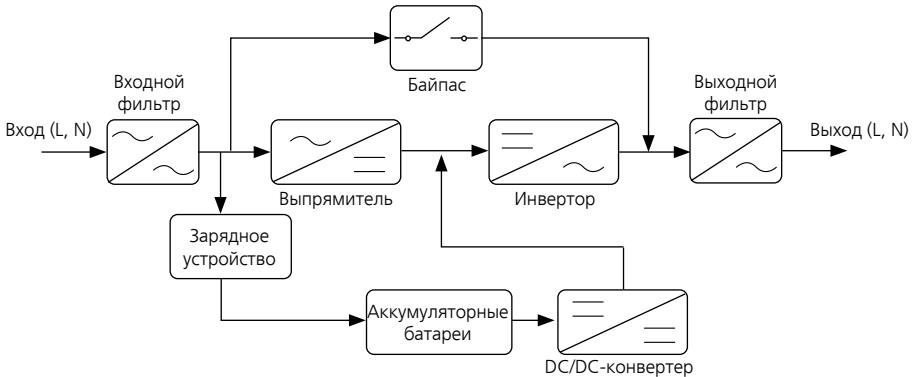 Байпас
Входной
фильтр
Выходной
фильтр
Вход (L, N)
Выход (L, N)
Выпрямитель
Инвертор
Зарядное
устройство
Аккумуляторные
батареи
DC/DC-конвертер